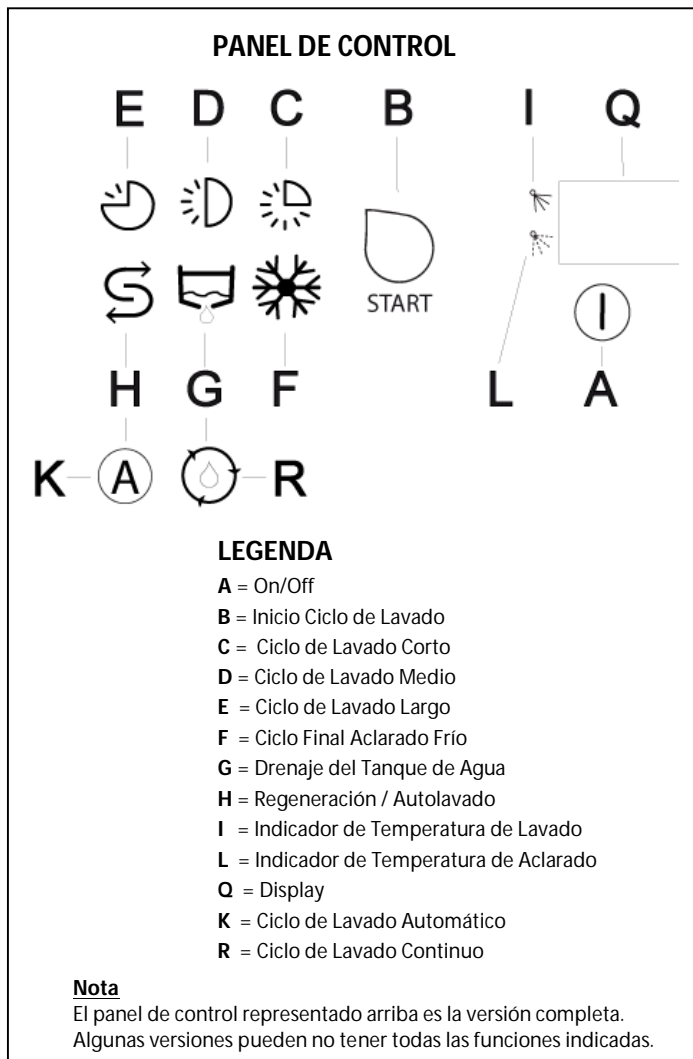 PANEL DE CONTROL
E D C B I Q
START
H G F L A
K A R
LEGENDA
A = On/Off
B = Inicio Ciclo de Lavado
C = Ciclo de Lavado Corto
D = Ciclo de Lavado Medio
E = Ciclo de Lavado Largo
F = Ciclo Final Aclarado Frío
G = Drenaje del Tanque de Agua
H = Regeneración / Autolavado
I = Indicador de Temperatura de Lavado
L = Indicador de Temperatura de Aclarado
Q = Display
K = Ciclo de Lavado Automático
R = Ciclo de Lavado Continuo
Nota
El panel de control representado arriba es la versión completa.
Algunas versiones pueden no tener todas las funciones indicadas.